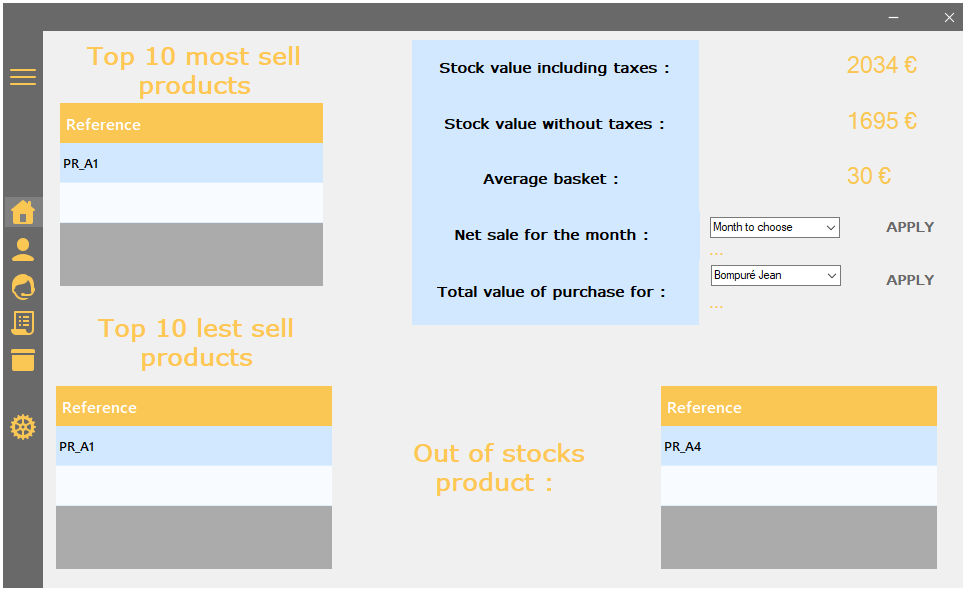 Top 10 most sell
products
Reference
PR_A1
Stock value including taxes :
2034 €
Stock value without taxes :
1695 €
Average basket :
30 €
Net sale for the month :
Month to choose
APPLY
...
Total value of purchase for :
Bompuré Jean
APPLY
...
Top 10 lest sell
products
Reference
PR_A1
Out of stocks
product :
Reference
PR_A4